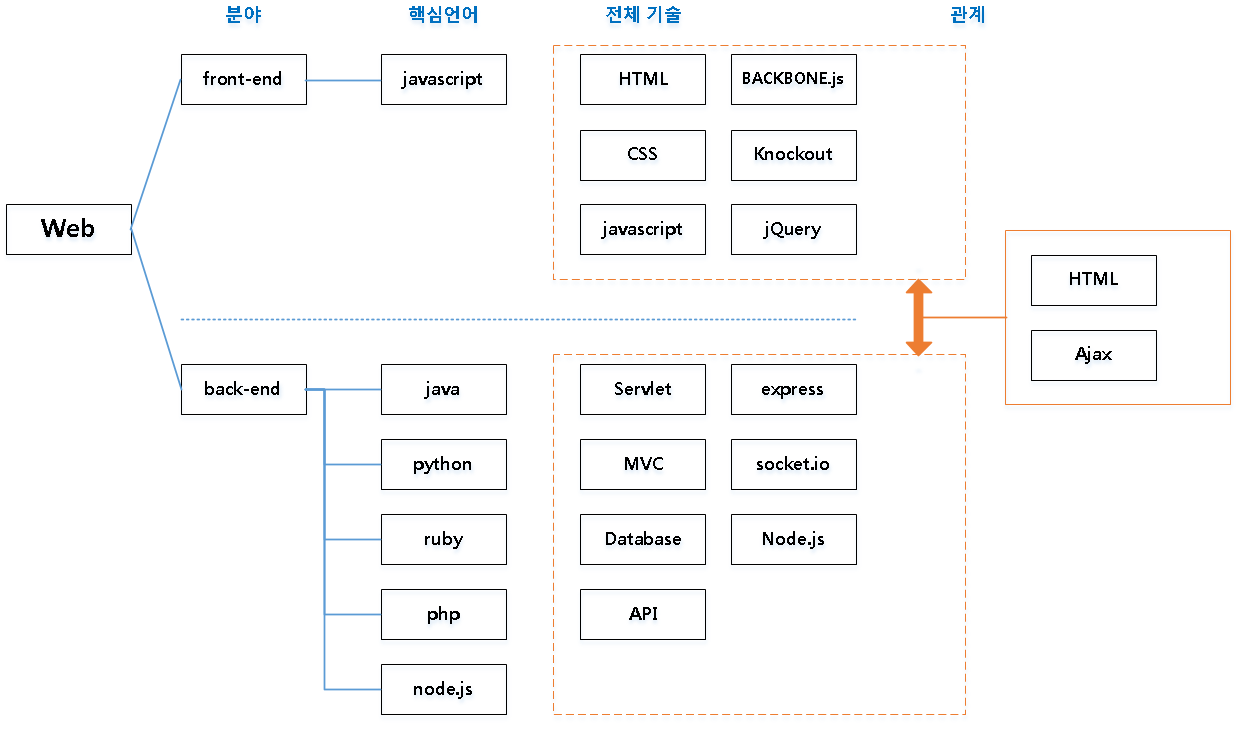 분야
핵심언어
전체 기술
관계
front-end
javascript
HTML
BACKBONE.js
CSS
Knockout
Web
javascript
jQuery
HTML
Ajax
back-end
java
Servlet
express
python
MVC
socket.io
ruby
Database
Node.js
php
API
node.js